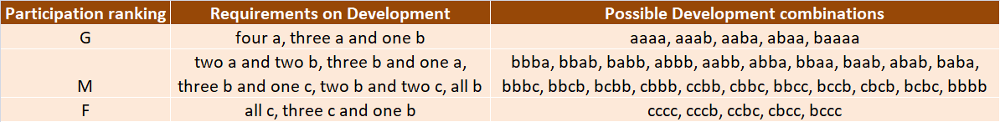 Participation ranking Requirements on Development Possible Development combinations
G four a, three a and one b aaaa, aaab, aaba, abaa, baaaa
two a and two b, three b and one a, bbba, bbab, babb, abbb, aabb, abba, bbaa, baab, abab, baba,
M three b and one c, two b and two c, all b bbbc, bbcb, bcbb, cbbb, ccbb, cbbc, bbcc, bccb, cbcb, bcbc, bbbb
F all c, three c and one b cccc, cccb, ccbc, cbcc, bccc